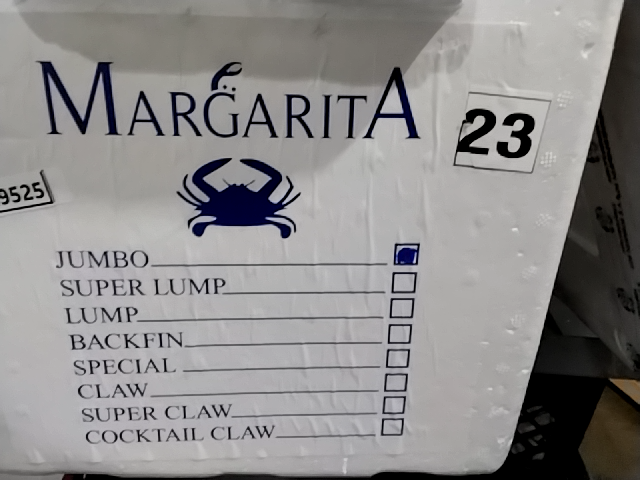 MARGARITA
23
9525
JUMBO
SUPER LUMP
LUMP
BACKFIN
SPECIAL
CLAW
SUPER CLAW
COCKTAIL CLAW